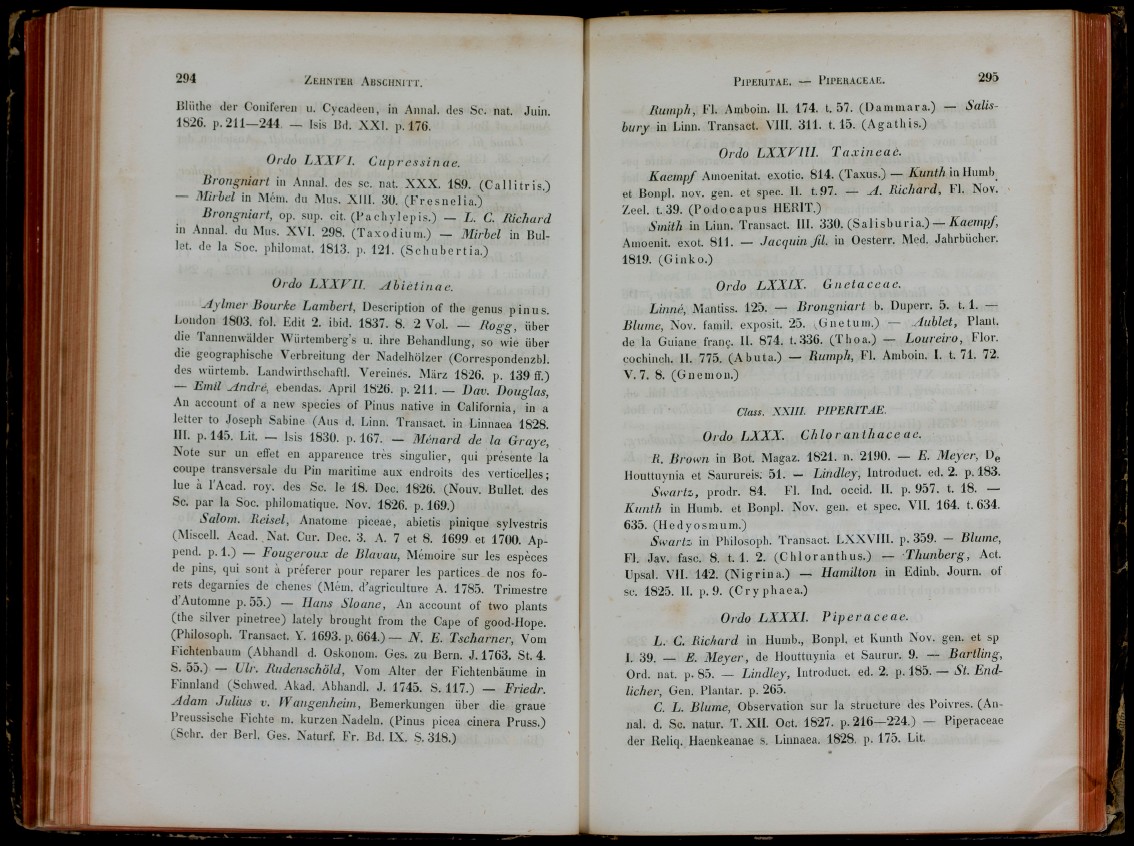 294
ZEHNTER ABSCHNITT.
Blüthe der Coniferen u. Cycadeen, in Annal. des Sc. nat. Juin.
1826. p. 211—244 — Isis Bd. XXI. p. 176.
Ordo LXXVI. Cupressinae.
Brongniart in Annal. des sc. nat. XXX. 189. (Callitris.)
— Mirbel in Mém. du Mus. XIII. 30. (Fresnelia.)
Brongniart, op. sup. cit. (Pachylepis.) — L. C. Richard
in Annal. du Mus. XVI. 298. (Taxodium.) — Mirbel in Bul-
let. de la Soc. philomat. 1813. p. 121. (Schubertia.)
Ordo LXXVII. Abietinae.
Aylmer Bourke Lambert, Description of the genus pinus.
London 1803. fol. Edit 2. ibid. 1837. 8. 2 Vol. — Rogg, über
die Tannenwälder Würtemberg's u. ihre Behandlung, so wie über
die geographische Verbreitung der Nadelhölzer (Correspondenzbl.
des würtemb. Landwirthschaftl. Vereines. März 1826. p. 139 ff.)
— Emil André, ebendas. April 1826. p. 211. — Dav. Douglas,
An account of a new species of Pinus native in California, in a
letter to Joseph Sabine (Aus d. Linn. Transact. in Linnaea 1828.
III. p. 145. Lit. — Isis 1830. p. 167. — Ménard de la Graye,
Note sur un effet en apparence très singulier, qui présente la
coupe transversale du Pin maritime aux endroits des verticelles;
lue à l'Acad. roy. des Sc. le 18. Dec. 1826. (Nouv. Bullet. des
Sc. par la Soc. philomatique. Nov. 1826. p. 169.)
Salom. Reisel, Anatome piceae, abietis pinique sylvestris
(Miscell. Acad. Nat. Cur. Dec. 3. A. 7 et 8. 1699 et 1700. Ap-
pend. p. 1.) — Fougeroux de Blavau, Mémoire sur les espèces
de pins, qui sont à préferer pour reparer les partices de nos fo-
rets degarnies de chenes (Mém. d'agriculture A. 1785. Trimestre
d'Automne p. 55.) — Hans Sloane, An account of two plants
(the silver pinetree) lately brought from the Cape of good-Hope.
(Philosoph. Transact. Y. 1693. p. 664.) — N. E. Tscharner, Vom
Fichtenbaum (Abhandl d. Oskonom. Ges. zu Bern. J. 1763. St. 4.
S. 55.) — Ulr. Rudenschöld, Vom Alter der Fichtenbäume in
Finnland (Schwed. Akad. Abhandl. J. 1745. S. 117.) — Friedr.
Adam Julius v. Wangenheim, Bemerkungen über die graue
Preussische Fichte m. kurzen Nadeln. (Pinus picea cinera Pruss.)
(Schr. der Berl. Ges. Naturf. Fr. Bd. IX. S. 318.)
PIPERITAE. — PIPERACEAE.
295
Rumph, Fl. Amboin. II. 174. t. 57. (Dammara.) — Salis-
bury in Linn. Transact. VIII. 311. t. 15. (Agathis.)
Ordo LXXVIII. Taxineae.
Kaempf Amoenitat. exotic. 814. (Taxus.) — Kunth in Humb
et Bonpl. nov. gen. et spec. II. t. 97. — A. Richard, Fl. Nov.
Zeel. t. 39. (Podocapus HERIT.)
Smith in Linn. Transact. III. 330. (Salisburia.) — Kaempf,
Amoenit. exot. 811. — Jacquin fil. in Oesterr. Med. Jahrbücher.
1819. (Ginko.)
Ordo LXXIX. Gnetaceae.
Linné, Mantiss. 125. — Brongniart b. Duperr. 5. t. 1. —
Blume, Nov. famil. exposit. 25. (Gnetum.) — Aublet, Plant.
de la Guiane franç. II. 874. t. 336. (Thoa.) — Loureiro, Flor.
cochinch. II. 775. (Abuta.) — Rumph, Fl. Amboin. I. t. 71. 72.
V. 7. 8. (Gnemon.)
Class. XXIII. PIPERITAE.
Ordo LXXX. Chloranthaceae.
R. Brown in Bot. Magaz. 1821. n. 2190. — E. Meyer, De
Houttuynia et Saurureis. 51. — Lindley, Introduct. ed. 2. p. 183.
Swartz, prodr. 84. Fl. Ind. occid. II. p. 957. t. 18. —
Kunth in Humb. et Bonpl. Nov. gen. et spec. VII. 164. t. 634.
635. (Hedyosmum.)
Swartz in Philosoph. Transact. LXXVIII. p. 359. — Blume,
Fl. Jav. fasc. 8. t. 1. 2. (Chloranthus.) — Thunberg, Act.
Upsal. VII. 142. (Nigrina.) — Hamilton in Edinb. Journ. of
sc. 1825. II. p. 9. (Cryphaea.)
Ordo LXXXI. Piperaceae.
L. C. Richard in Humb., Bonpl. et Kunth Nov. gen. et sp
I. 39. — E. Meyer, de Houttuynia et Saurur. 9. — Bartling,
Ord. nat. p. 85. — Lindley, Introduct. ed. 2. p. 185. — St. End-
licher, Gen. Plantar. p. 265.
C. L. Blume, Observation sur la structure des Poivres. (An-
nal. d. Sc. natur. T. XII. Oct. 1827. p. 216—224.) — Piperaceae
der Reliq. Haenkeanae s. Linnaea. 1828. p. 175. Lit.